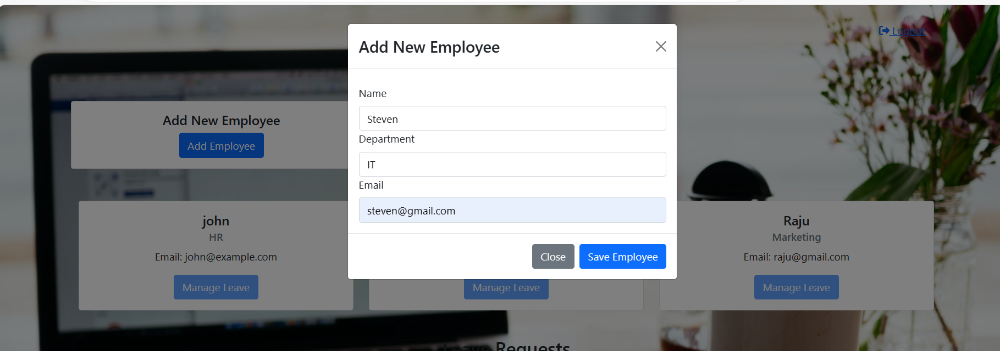 Logout
Add New Employee
Name
Steven
Department
IT
Email
steven@gmail.com
Close
Save Employee
Add New Employee
Add Employee
john
HR
Email: john@example.com
Manage Leave
Manage Leave
Raju
Marketing
Email: raju@gmail.com
Manage Leave
Leave Requests